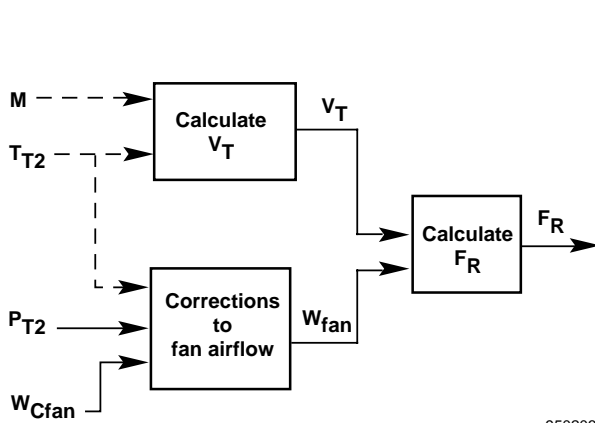 M
TT2
PT2
WCfan
Calculate
VT
Corrections
to
fan airflow
VT
Wfan
Calculate
FR
FR